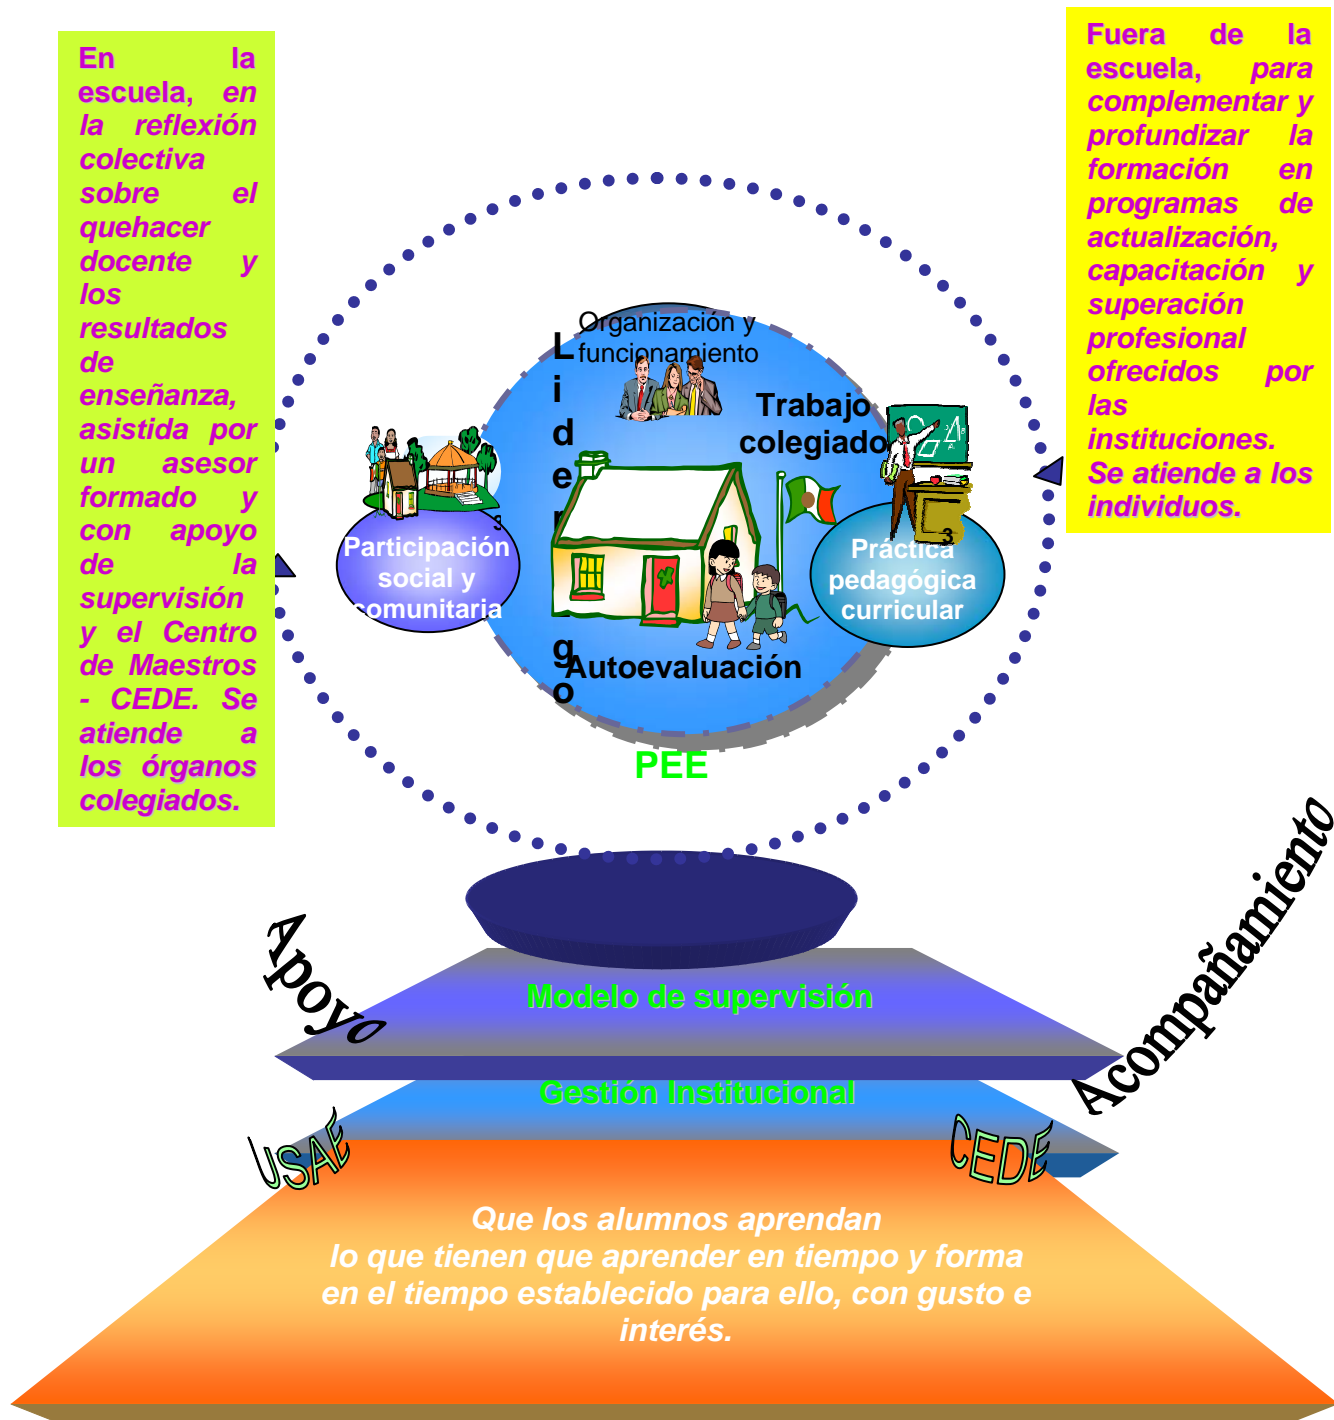 En la
escuela, en
la reflexión
colectiva
sobre el
quehacer
docente y
los
resultados
de
enseñanza,
asistida por
un asesor
formado y
con apoyo
de la
supervisión
y el Centro
de Maestros
- CEDE. Se
atiende a
los órganos
colegiados.
Fuera de la
escuela, para
complementar y
profundizar la
formación en
programas de
actualización,
capacitación y
superación
profesional
ofrecidos por
las
instituciones.
Se atiende a los
individuos.
Organización y
funcionamiento
L
i
d
e
r
g
o
Trabajo
colegiado
3
Participación
social y
comunitaria
3
Práctica
pedagógica
curricular
Autoevaluación
PEE
Apoyo
Acompañamiento
Modelo de supervisión
Gestión Institucional
USAE
CEDE
Que los alumnos aprendan
lo que tienen que aprender en tiempo y forma
en el tiempo establecido para ello, con gusto e
interés.